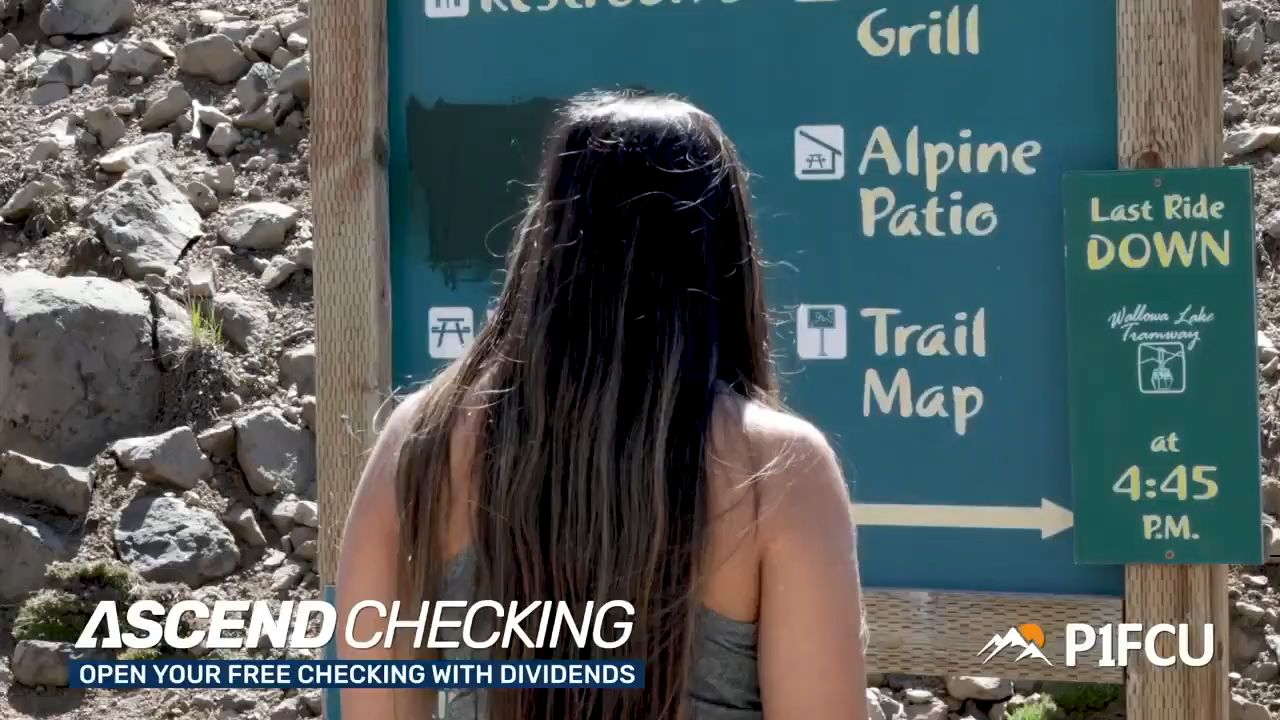 Restrooms
Grill
Alpine
Patio
Trail
Map
Last Ride
DOWN
Wallowa Lake
Tramway
at
4:45
P.M.
ASCEND CHECKING
OPEN YOUR FREE CHECKING WITH DIVIDENDS
P1FCU